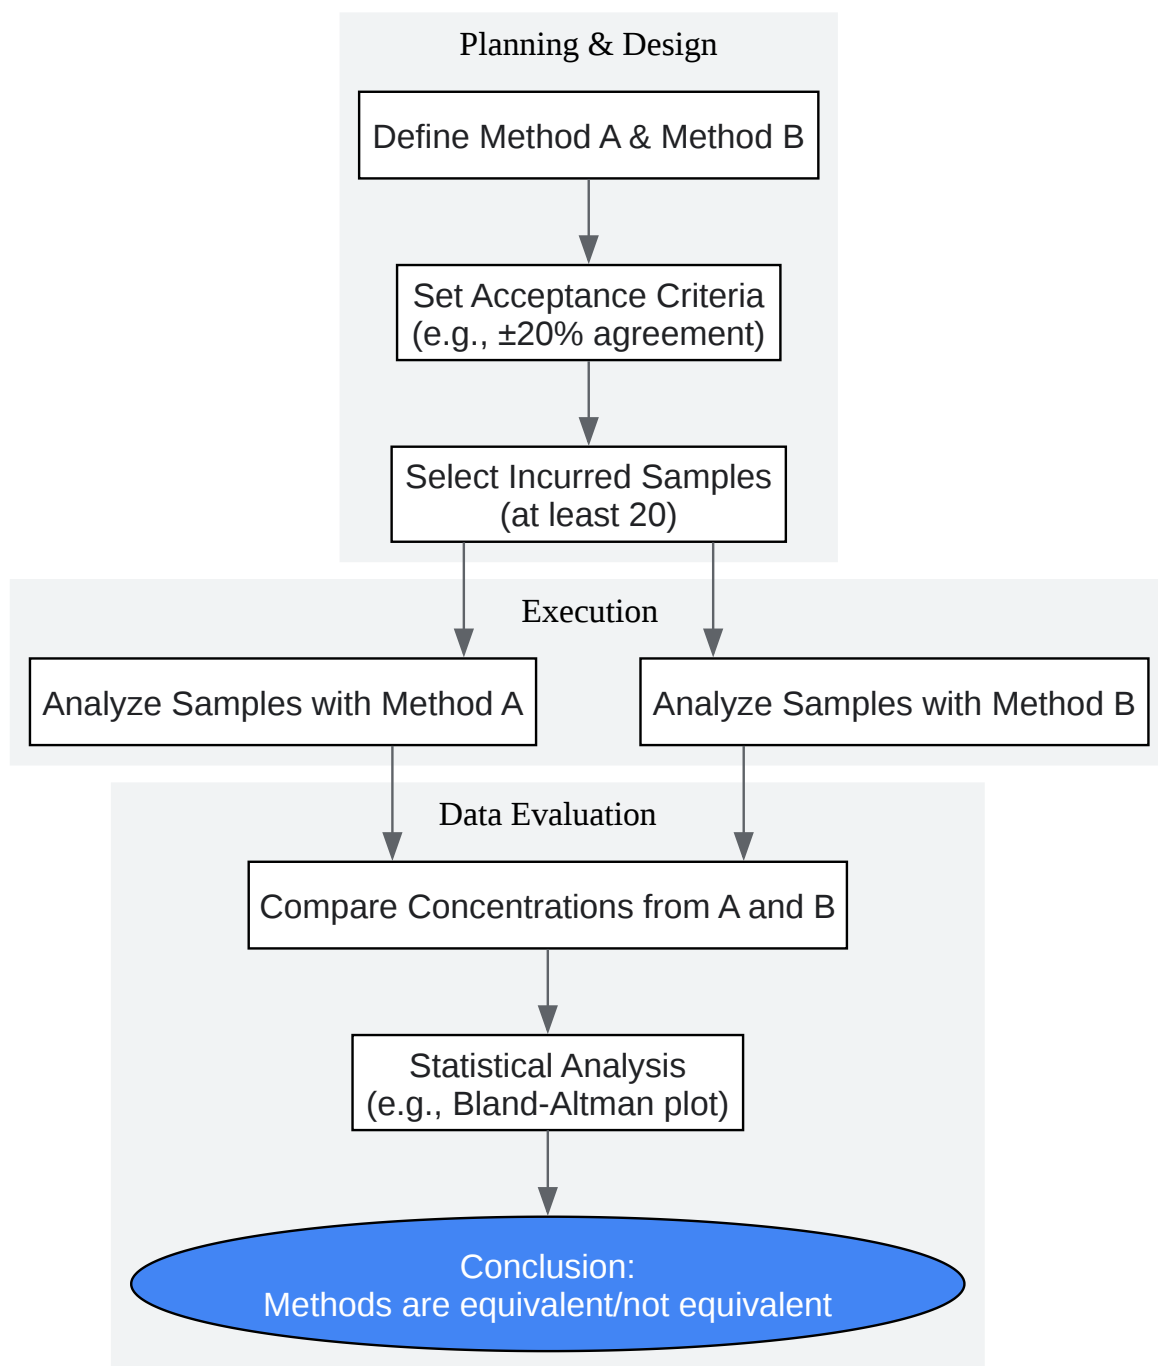 Planning & Design
Define Method A & Method B
Set Acceptance Criteria
(e.g., ±20% agreement)
Select Incurred Samples
(at least 20)
Execution
Analyze Samples with Method A
Analyze Samples with Method B
Data Evaluation
Compare Concentrations from A and B
Statistical Analysis
(e.g., Bland-Altman plot)
Conclusion:
Methods are equivalent/not equivalent